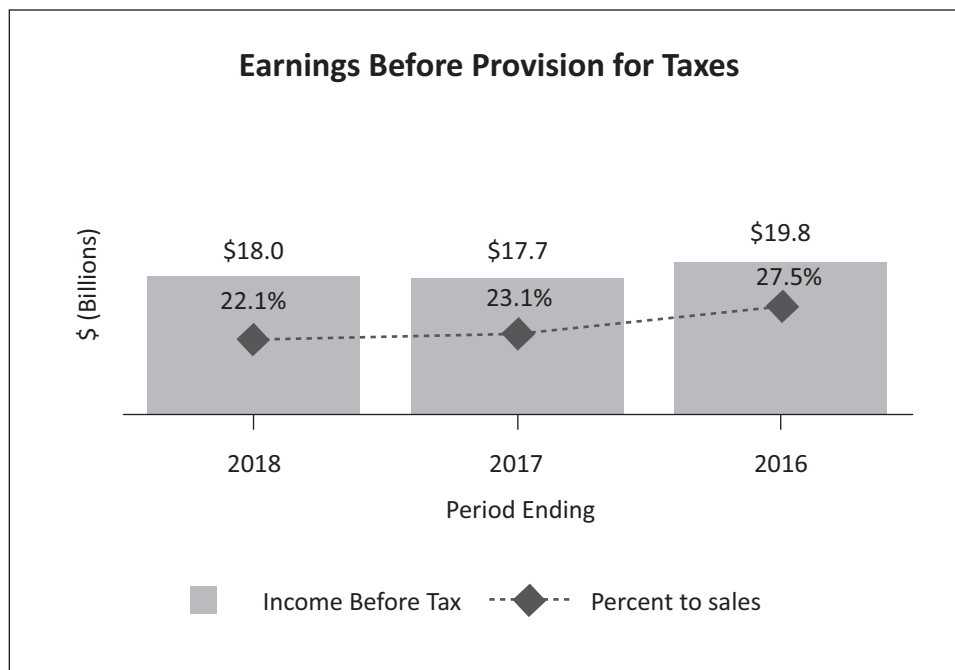 Earnings Before Provision for Taxes
$ (Billions)
$18.0
$17.7
$19.8
22.1%
23.1%
27.5%
2018
2017
2016
Period Ending
Income Before Tax
Percent to sales